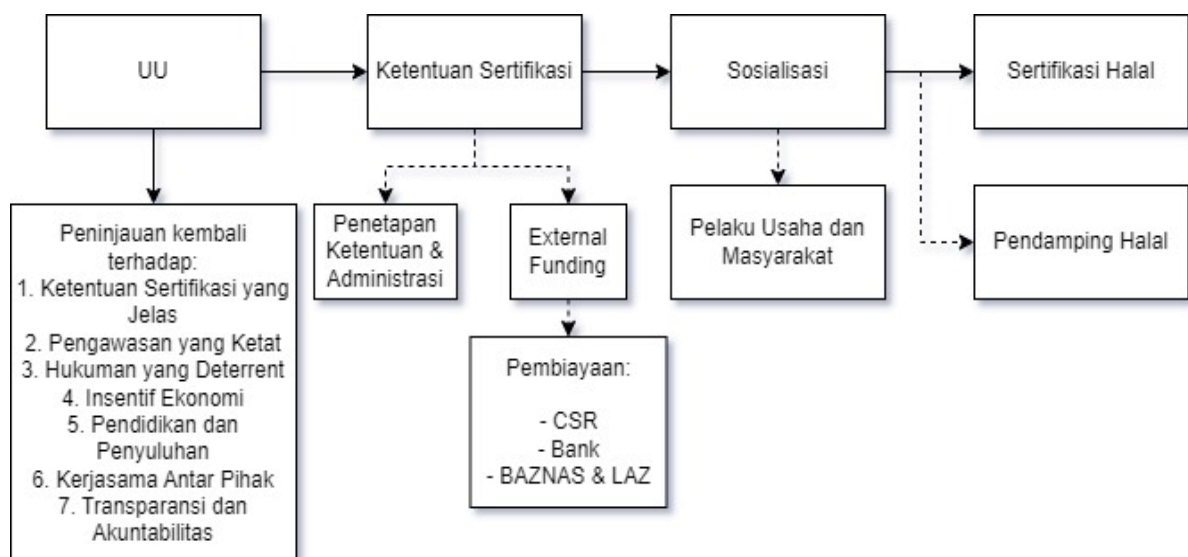 UU
Ketentuan Sertifikasi
Sosialisasi
Sertifikasi Halal
Peninjauan kembali
terhadap:
1. Ketentuan Sertifikasi yang
Jelas
2. Pengawasan yang Ketat
3. Hukuman yang Deterrent
4. Insentif Ekonomi
5. Pendidikan dan
Penyuluhan
6. Kerjasama Antar Pihak
7. Transparansi dan
Akuntabilitas
Penetapan
Ketentuan &
Administrasi
External
Funding
Pembiayaan:
- CSR
- Bank
- BAZNAS & LAZ
Pelaku Usaha dan
Masyarakat
Pendamping Halal